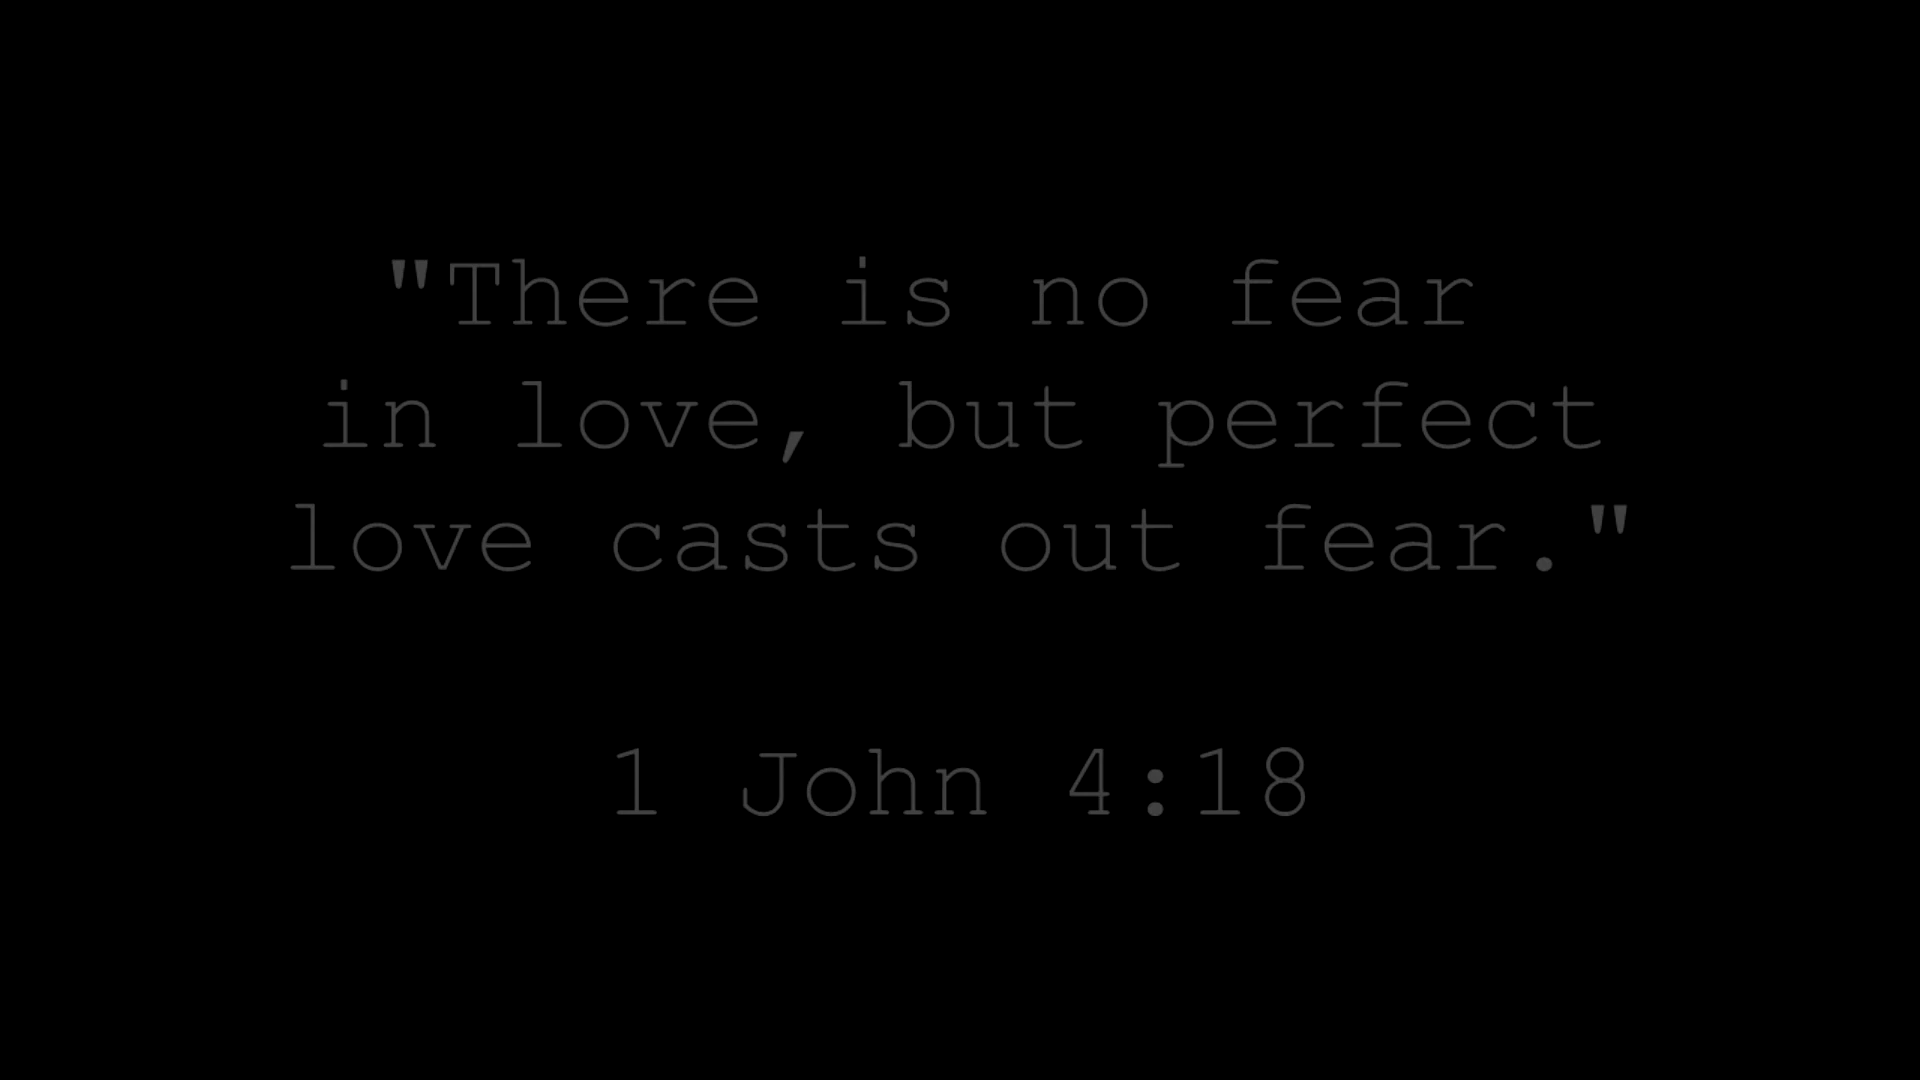 "There is no fear
in love, but perfect
love casts out fear."
1 John 4:18